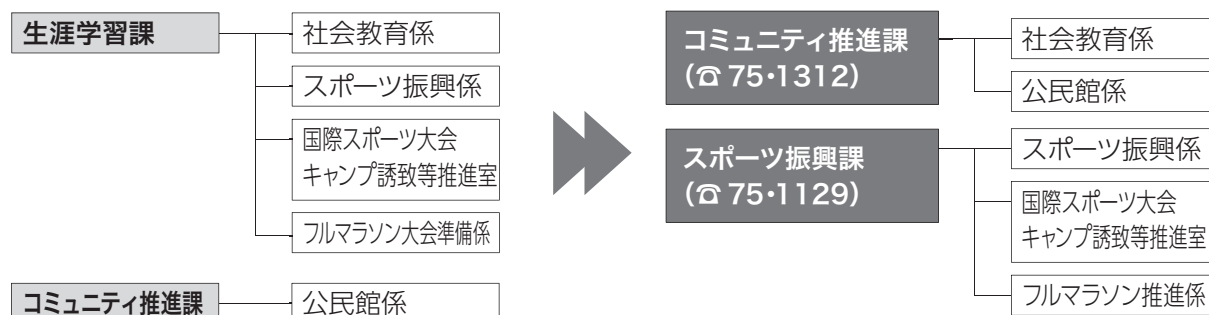 生涯学習課
社会教育係
スポーツ振興係
国際スポーツ大会
キャンプ誘致等推進室
フルマラソン大会準備係
コミュニティ推進課
公民館係
コミュニティ推進課
(☎75・1312)
社会教育係
公民館係
スポーツ振興課
(☎75・1129)
スポーツ振興係
国際スポーツ大会
キャンプ誘致等推進室
フルマラソン推進係